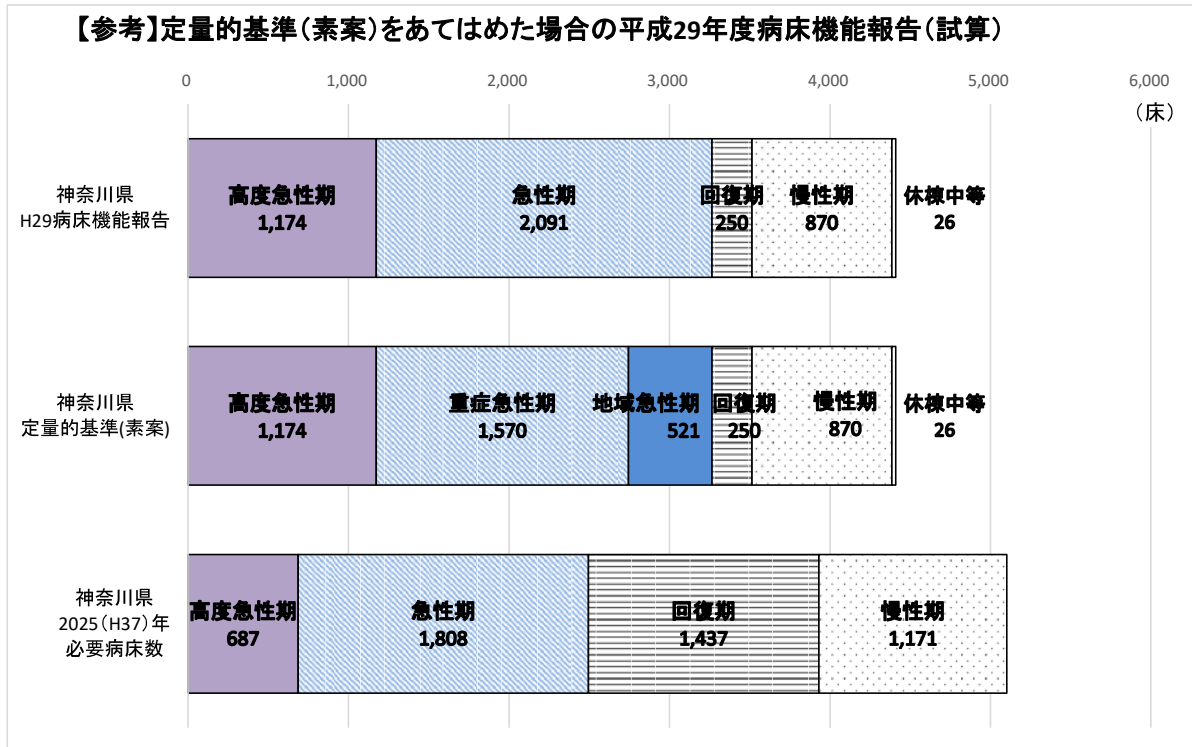 【参考】定量的基準（素案）をあてはめた場合の平成29年度病床機能報告（試算）
0 1,000 2,000 3,000 4,000 5,000 6,000
（床）
神奈川県
H29病床機能報告
高度急性期 急性期 回復期 慢性期 休棟中等
1,174 2,091 250 870 26
神奈川県
定量的基準(素案)
高度急性期 重症急性期 地域急性期 回復期 慢性期 休棟中等
1,174 1,570 521 250 870 26
神奈川県
2025（H37）年
必要病床数
高度急性期 急性期 回復期 慢性期
687 1,808 1,437 1,171